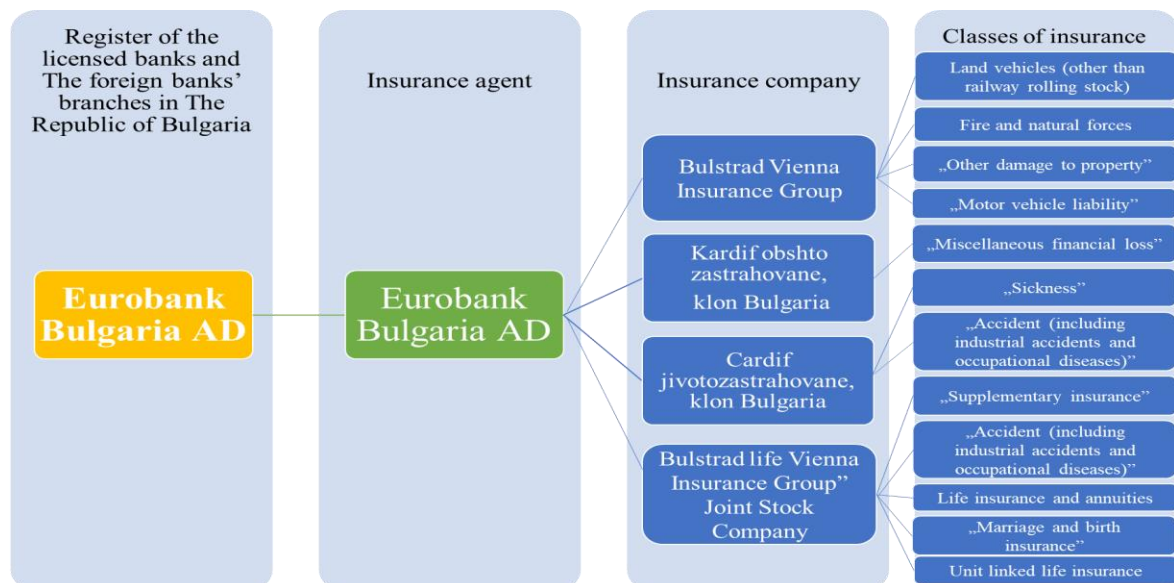 Register of the
licensed banks and
The foreign banks’
branches in The
Republic of Bulgaria
Eurobank
Bulgaria AD
Insurance agent
Eurobank
Bulgaria AD
Insurance company
Bulstrad Vienna
Insurance Group
Kardif obshto
zastrahovane,
klon Bulgaria
Cardif
jivotozastrahovane,
klon Bulgaria
Bulstrad life Vienna
Insurance Group”
Joint Stock
Company
Classes of insurance
Land vehicles (other than
railway rolling stock)
Fire and natural forces
„Other damage to property”
„Motor vehicle liability”
„Miscellaneous financial loss”
„Sickness”
„Accident (including
industrial accidents and
occupational diseases)”
„Supplementary insurance”
„Accident (including
industrial accidents and
occupational diseases)”
Life insurance and annuities
„Marriage and birth
insurance”
Unit linked life insurance